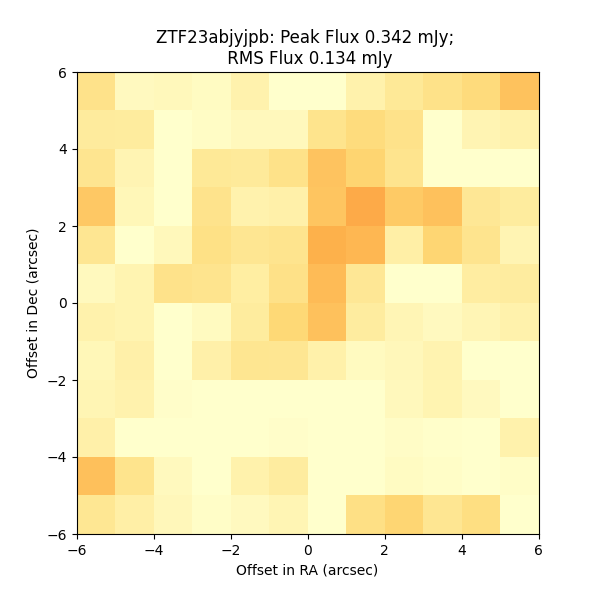 ZTF23abjyjpb: Peak Flux 0.342 mJy;
RMS Flux 0.134 mJy
6
4
2
0
−2
−4
−6
Offset in Dec (arcsec)
−6 −4 −2 0 2 4 6
Offset in RA (arcsec)